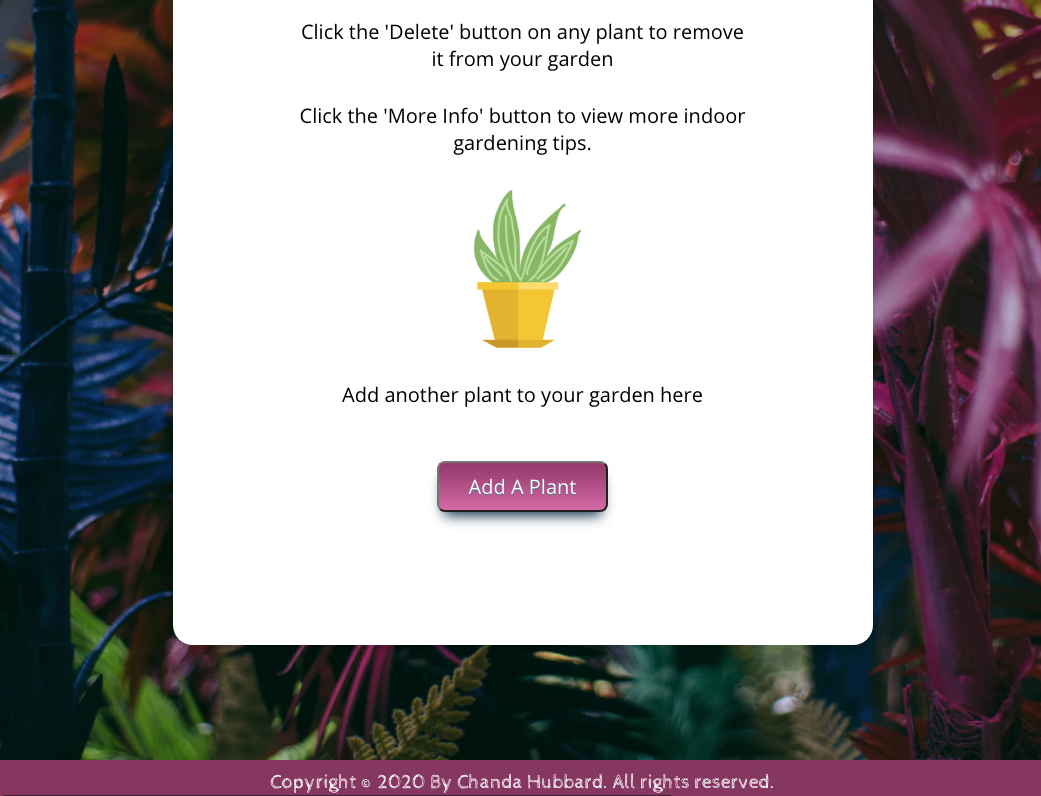 Click the 'Delete' button on any plant to remove
it from your garden
Click the 'More Info' button to view more indoor
gardening tips.
Add another plant to your garden here
Add A Plant
Copyright © 2020 By Chanda Hubbard. All rights reserved.